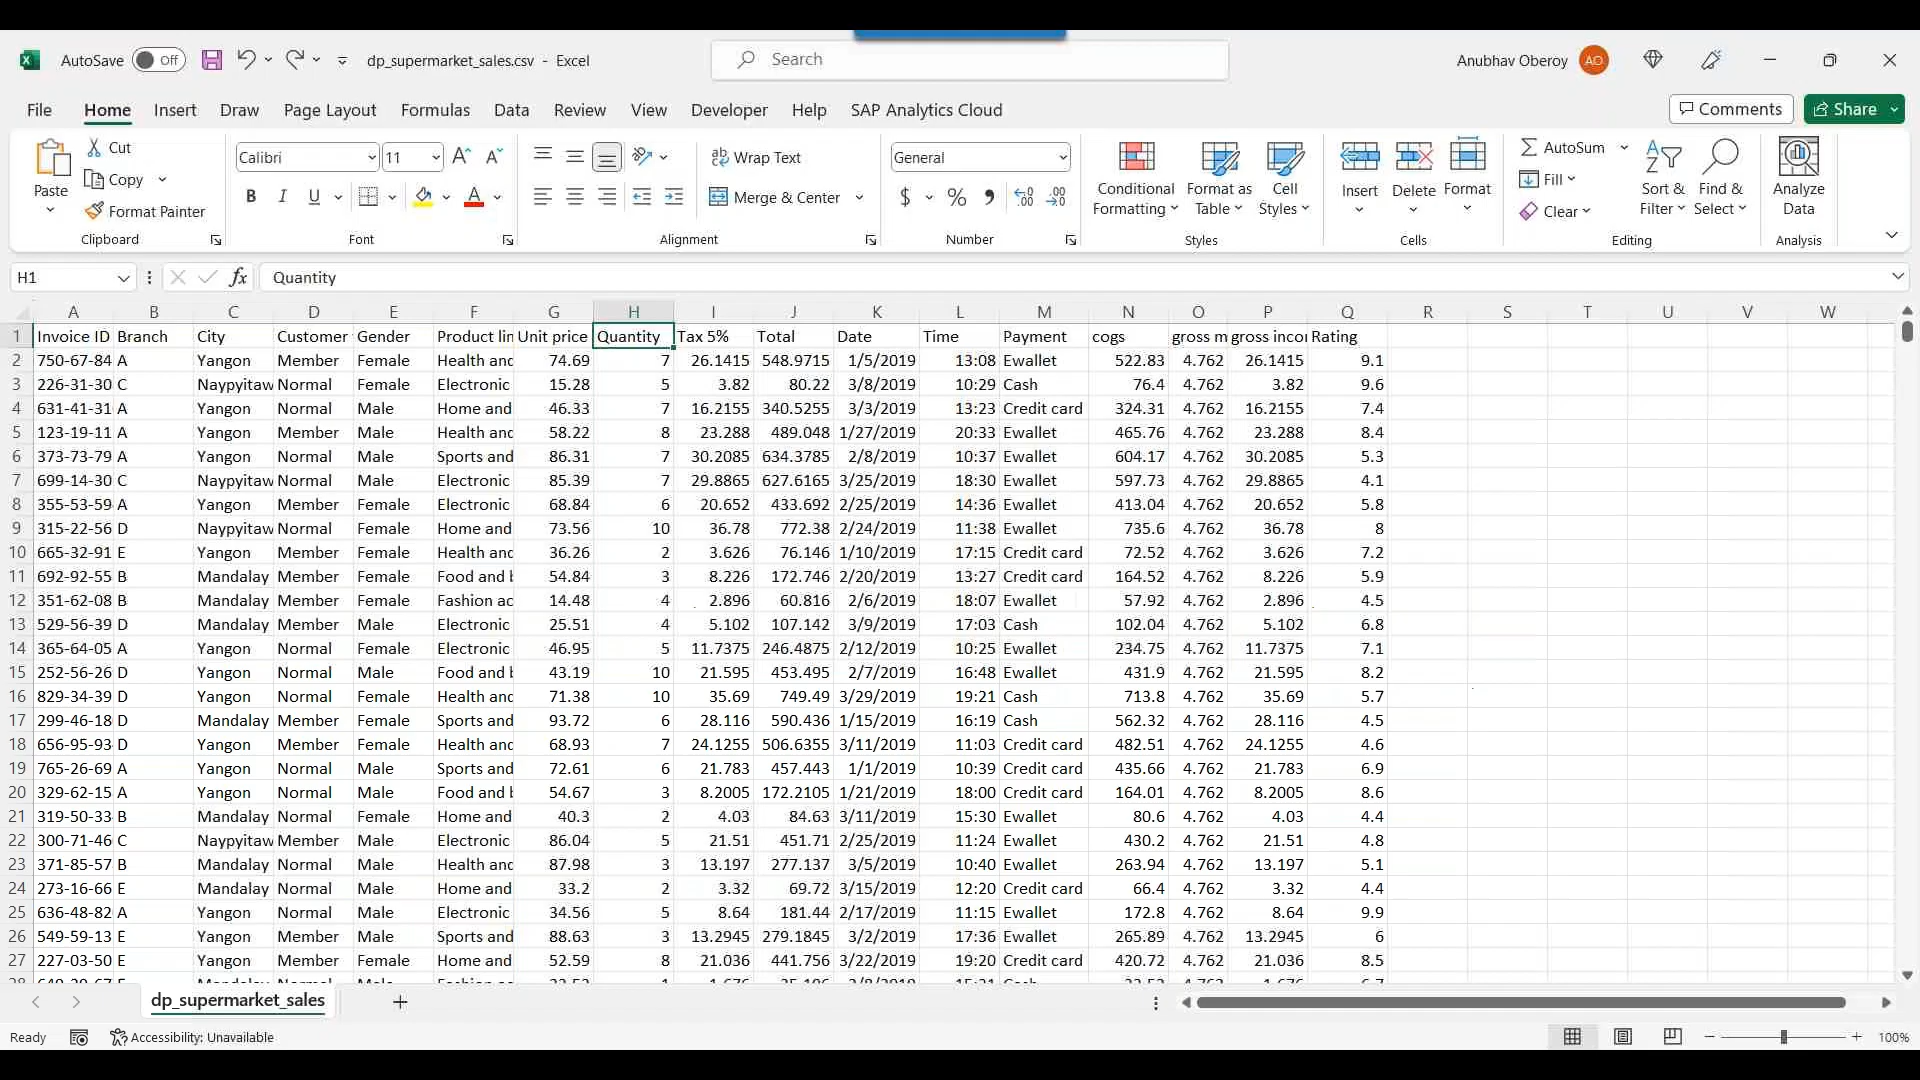 AutoSave Off dp_supermarket_sales.csv - Excel Search Anubhav Oberoy AO
File Home Insert Draw Page Layout Formulas Data Review View Developer Help SAP Analytics Cloud Comments Share
Paste Cut Copy Format Painter Clipboard
Calibri 11 B I U A Font
ab Wrap Text Merge & Center Alignment
General $ % Number
Conditional Formatting Format as Table Cell Styles Styles
Insert Delete Format Cells
AutoSum Fill Clear Sort & Filter Find & Select Editing
Analyze Data Analysis
H1 fx Quantity
A B C D E F G H I J K L M N O P Q R S T U V W
1 Invoice ID Branch City Customer Gender Product lin Unit price Quantity Tax 5% Total Date Time Payment cogs gross m gross incor Rating
2 750-67-84 A Yangon Member Female Health and 74.69 7 26.1415 548.9715 1/5/2019 13:08 Ewallet 522.83 4.762 26.1415 9.1
3 226-31-30 C Naypyitaw Normal Female Electronic 15.28 5 3.82 80.22 3/8/2019 10:29 Cash 76.4 4.762 3.82 9.6
4 631-41-31 A Yangon Normal Male Home and 46.33 7 16.2155 340.5255 3/3/2019 13:23 Credit card 324.31 4.762 16.2155 7.4
5 123-19-11 A Yangon Member Male Health and 58.22 8 23.288 489.048 1/27/2019 20:33 Ewallet 465.76 4.762 23.288 8.4
6 373-73-79 A Yangon Normal Male Sports and 86.31 7 30.2085 634.3785 2/8/2019 10:37 Ewallet 604.17 4.762 30.2085 5.3
7 699-14-30 C Naypyitaw Normal Male Electronic 85.39 7 29.8865 627.6165 3/25/2019 18:30 Ewallet 597.73 4.762 29.8865 4.1
8 355-53-59 A Yangon Member Female Electronic 68.84 6 20.652 433.692 2/25/2019 14:36 Ewallet 413.04 4.762 20.652 5.8
9 315-22-56 D Naypyitaw Normal Female Home and 73.56 10 36.78 772.38 2/24/2019 11:38 Ewallet 735.6 4.762 36.78 8
10 665-32-91 E Yangon Member Female Health and 36.26 2 3.626 76.146 1/10/2019 17:15 Credit card 72.52 4.762 3.626 7.2
11 692-92-55 B Mandalay Member Female Food and b 54.84 3 8.226 172.746 2/20/2019 13:27 Credit card 164.52 4.762 8.226 5.9
12 351-62-08 B Mandalay Member Female Fashion ac 14.48 4 2.896 60.816 2/6/2019 18:07 Ewallet 57.92 4.762 2.896 4.5
13 529-56-39 D Mandalay Member Male Electronic 25.51 4 5.102 107.142 3/9/2019 17:03 Cash 102.04 4.762 5.102 6.8
14 365-64-05 A Yangon Normal Female Electronic 46.95 5 11.7375 246.4875 2/12/2019 10:25 Ewallet 234.75 4.762 11.7375 7.1
15 252-56-26 D Yangon Normal Male Food and b 43.19 10 21.595 453.495 2/7/2019 16:48 Ewallet 431.9 4.762 21.595 8.2
16 829-34-39 D Yangon Normal Female Health and 71.38 10 35.69 749.49 3/29/2019 19:21 Cash 713.8 4.762 35.69 5.7
17 299-46-18 D Mandalay Member Female Sports and 93.72 6 28.116 590.436 1/15/2019 16:19 Cash 562.32 4.762 28.116 4.5
18 656-95-93 D Yangon Member Female Health and 68.93 7 24.1255 506.6355 3/11/2019 11:03 Credit card 482.51 4.762 24.1255 4.6
19 765-26-69 A Yangon Normal Male Sports and 72.61 6 21.783 457.443 1/1/2019 10:39 Credit card 435.66 4.762 21.783 6.9
20 329-62-15 A Yangon Normal Male Food and b 54.67 3 8.2005 172.2105 1/21/2019 18:00 Credit card 164.01 4.762 8.2005 8.6
21 319-50-33 B Mandalay Normal Female Home and 40.3 2 4.03 84.63 3/11/2019 15:30 Ewallet 80.6 4.762 4.03 4.4
22 300-71-46 C Naypyitaw Member Male Electronic 86.04 5 21.51 451.71 2/25/2019 11:24 Ewallet 430.2 4.762 21.51 4.8
23 371-85-57 B Mandalay Normal Male Health and 87.98 3 13.197 277.137 3/5/2019 10:40 Ewallet 263.94 4.762 13.197 5.1
24 273-16-66 E Mandalay Normal Male Home and 33.2 2 3.32 69.72 3/15/2019 12:20 Credit card 66.4 4.762 3.32 4.4
25 636-48-82 A Yangon Normal Male Electronic 34.56 5 8.64 181.44 2/17/2019 11:15 Ewallet 172.8 4.762 8.64 9.9
26 549-59-13 E Yangon Member Male Sports and 88.63 3 13.2945 279.1845 3/2/2019 17:36 Ewallet 265.89 4.762 13.2945 6
27 227-03-50 E Yangon Member Female Home and 52.59 8 21.036 441.756 3/22/2019 19:20 Credit card 420.72 4.762 21.036 8.5
dp_supermarket_sales
Ready Accessibility: Unavailable 100%